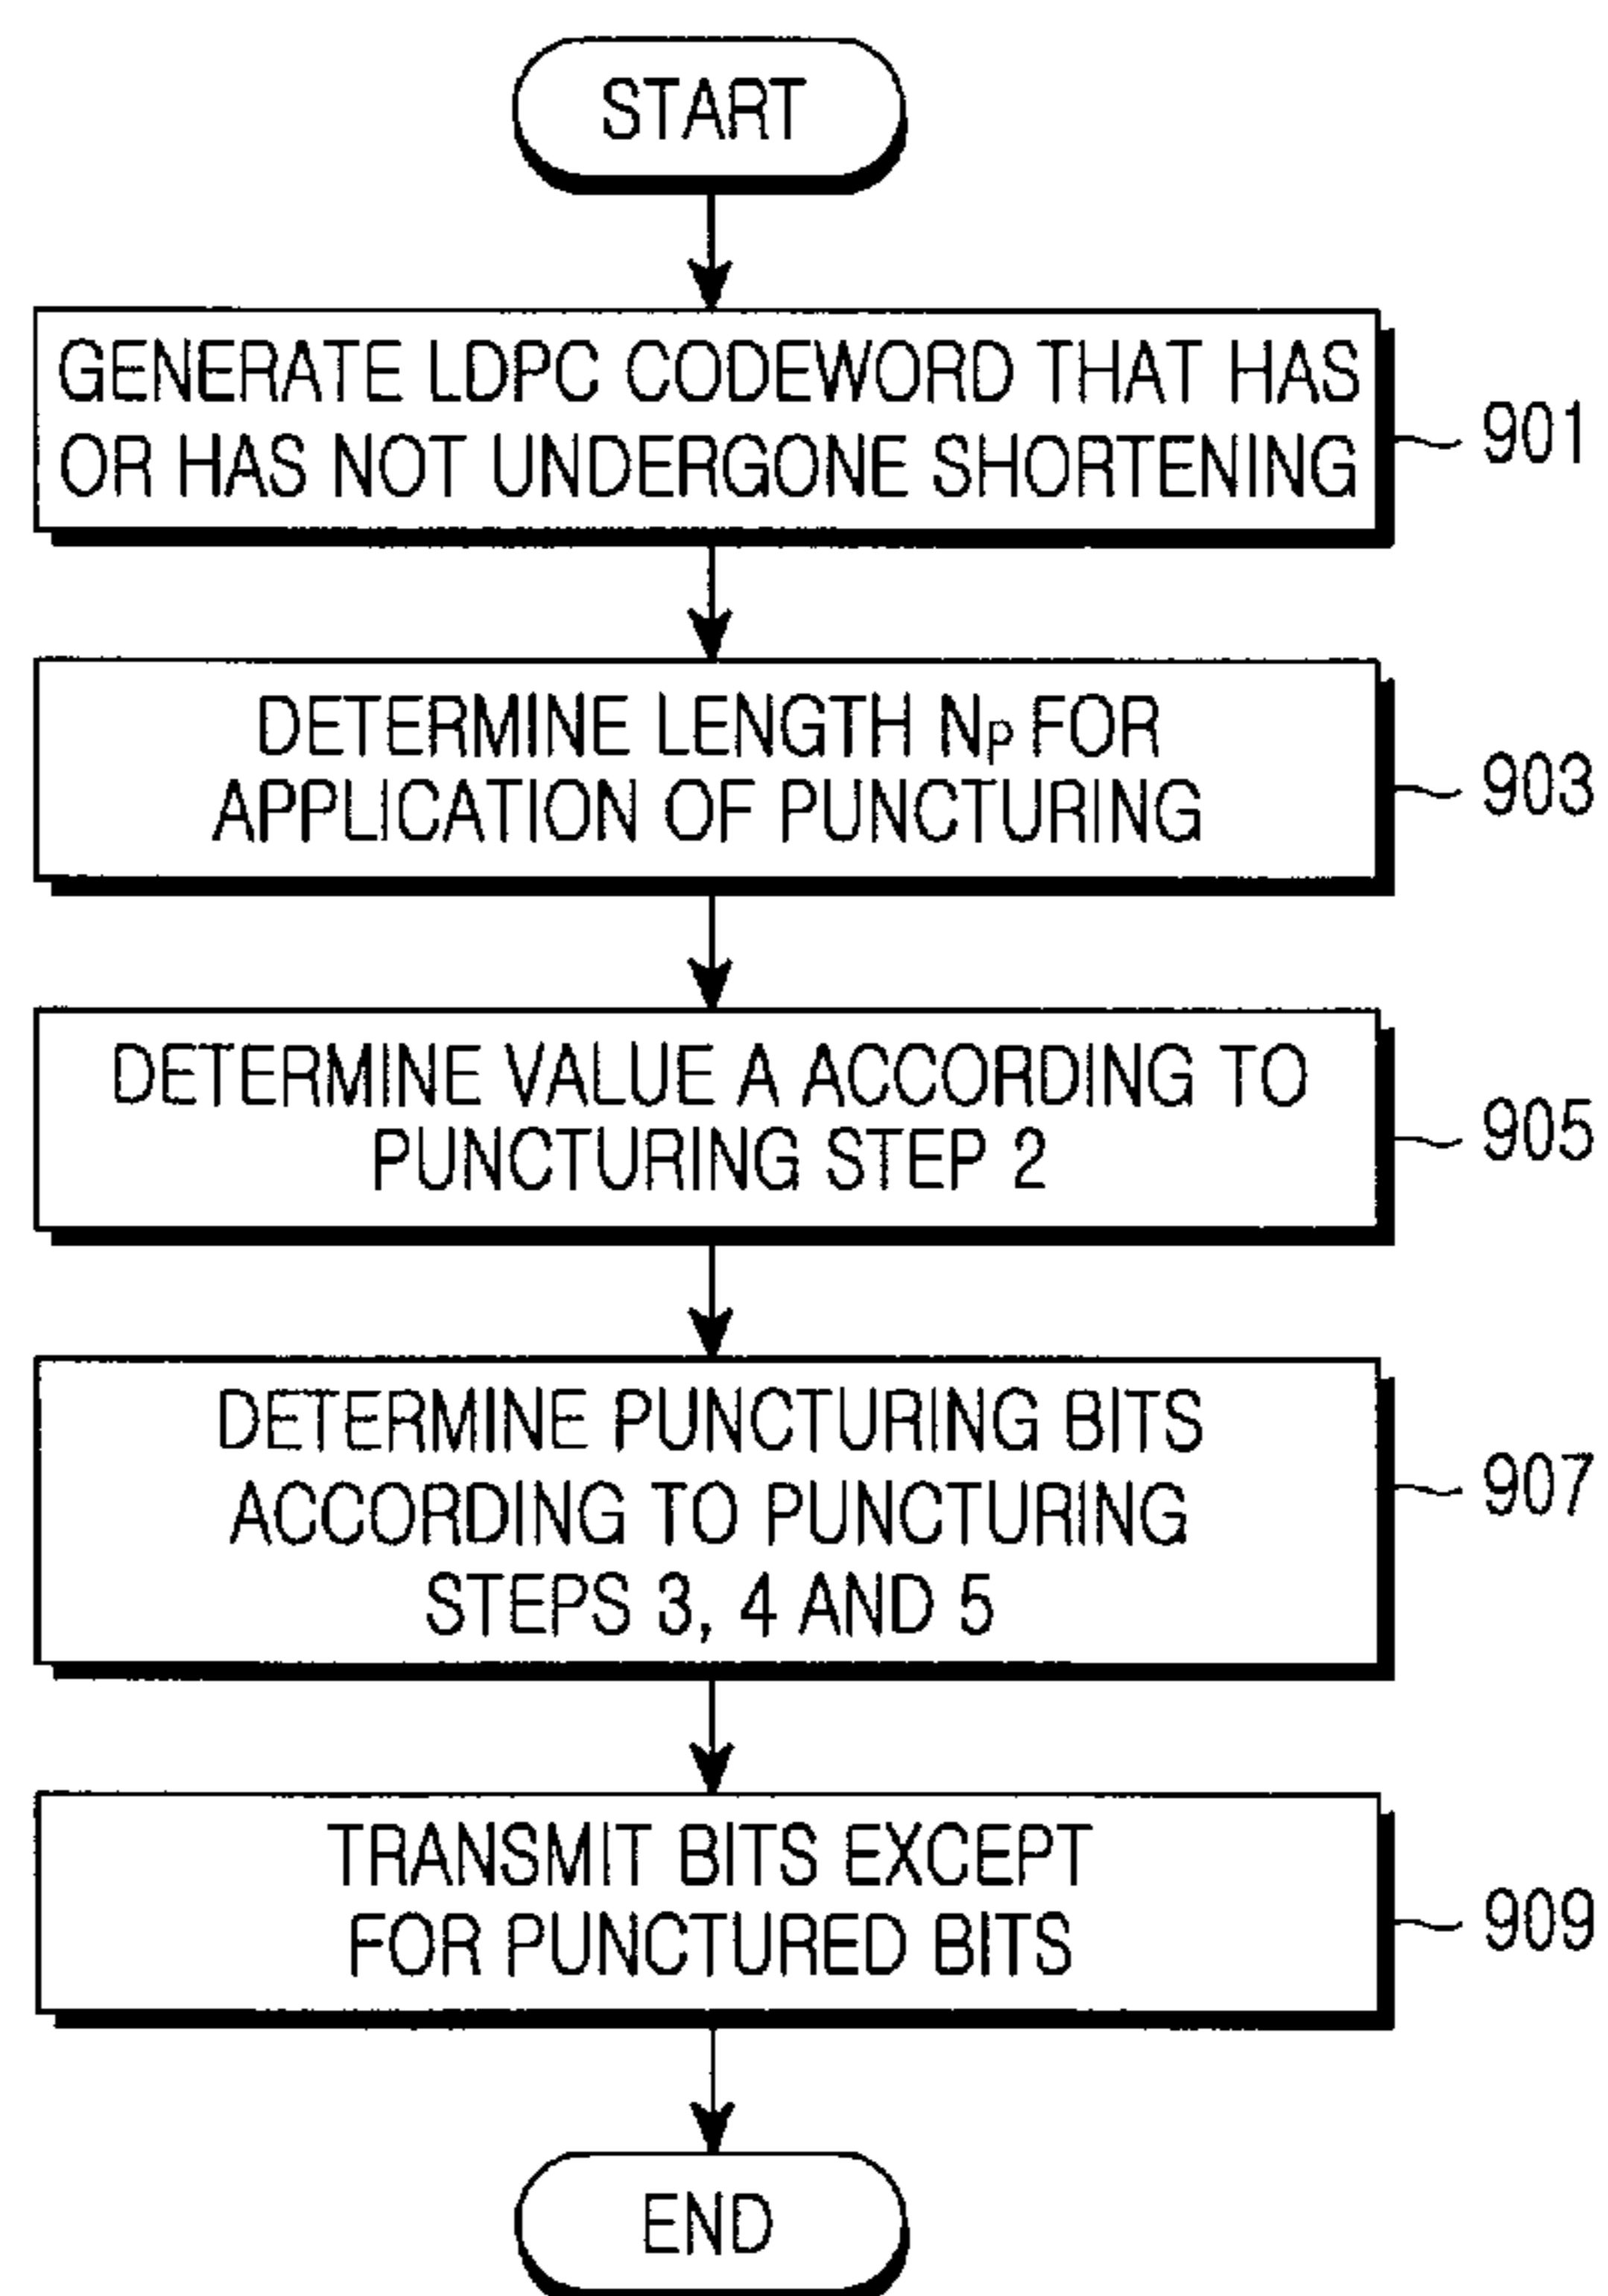 START
GENERATE LDPC CODEWORD THAT HAS
OR HAS NOT UNDERGONE SHORTENING
901
DETERMINE LENGTH Np FOR
APPLICATION OF PUNCTURING
903
DETERMINE VALUE A ACCORDING TO
PUNCTURING STEP 2
905
DETERMINE PUNCTURING BITS
ACCORDING TO PUNCTURING
STEPS 3, 4 AND 5
907
TRANSMIT BITS EXCEPT
FOR PUNCTURED BITS
909
END